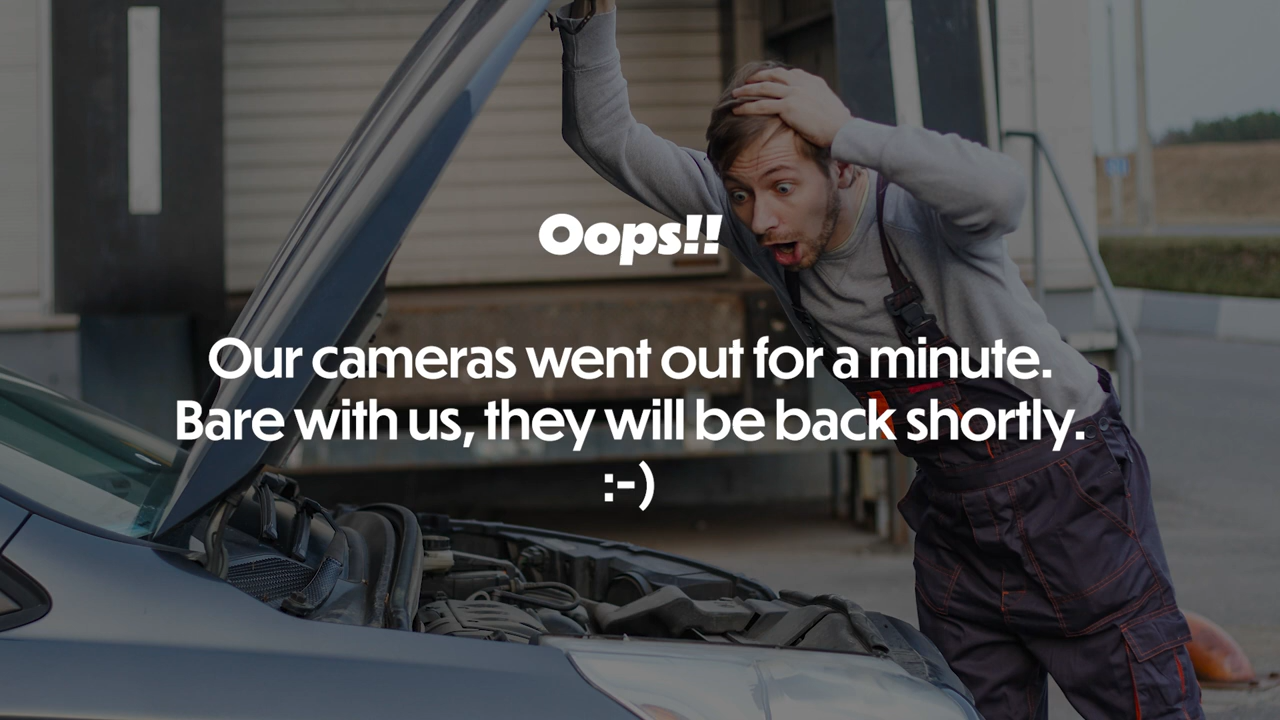 Oops!!
Our cameras went out for a minute.
Bare with us, they will be back shortly.
:-)